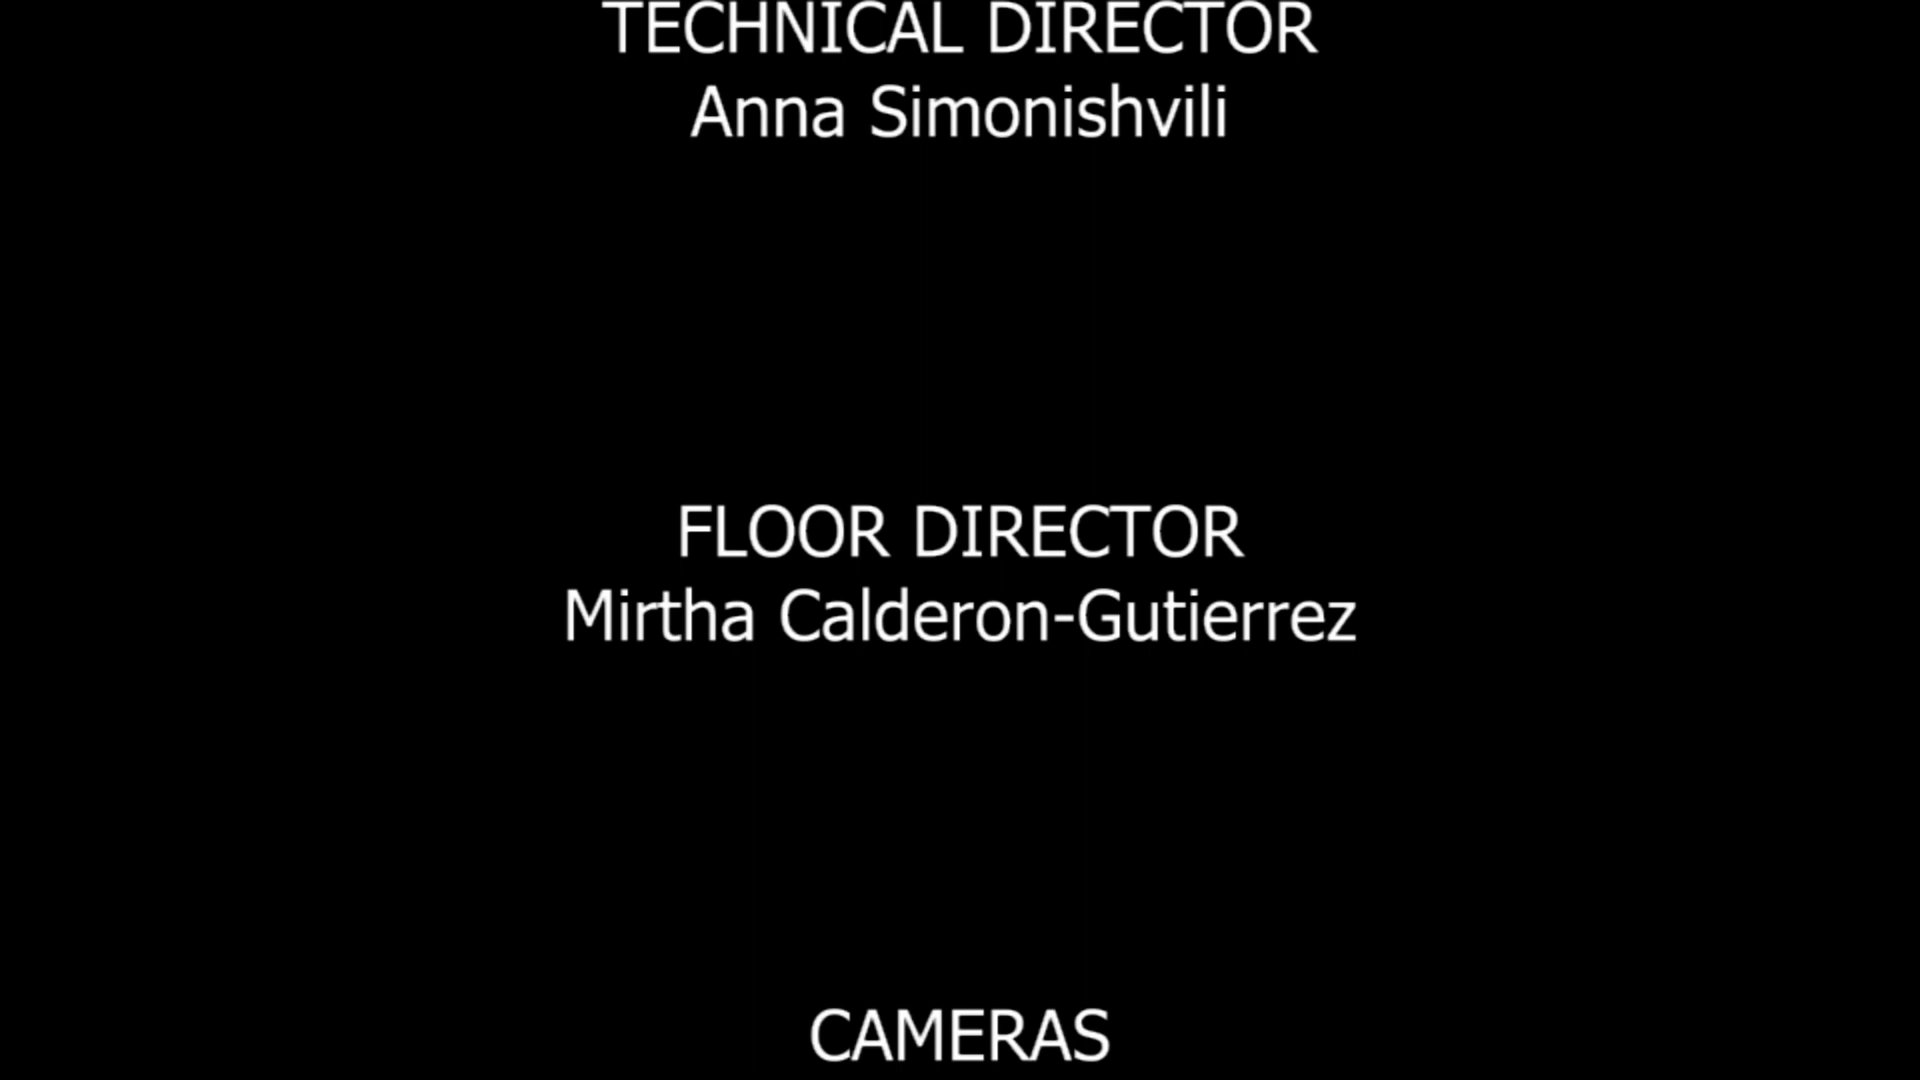 TECHNICAL DIRECTOR
Anna Simonishvili
FLOOR DIRECTOR
Mirtha Calderon-Gutierrez
CAMERAS